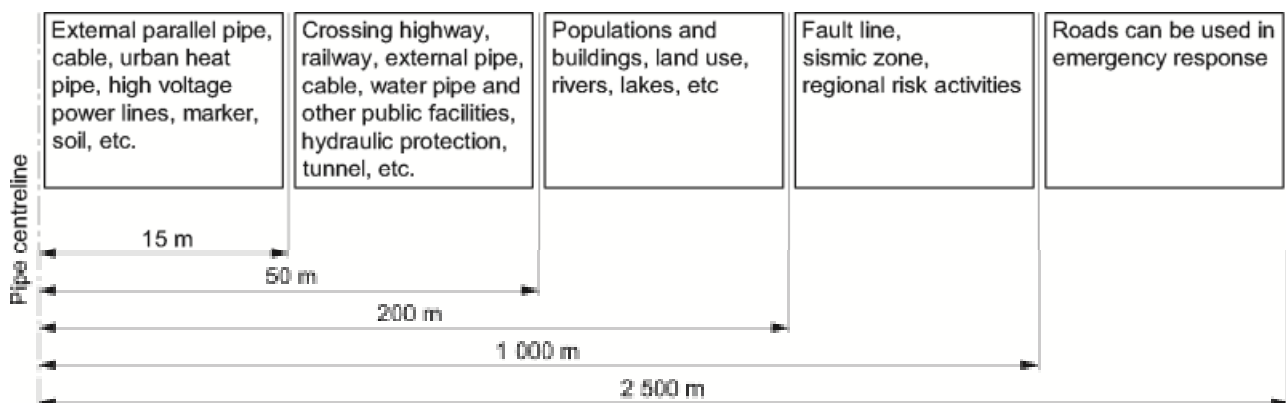 External parallel pipe,
cable, urban heat
pipe, high voltage
power lines, marker,
soil, etc.
Crossing highway,
railway, external pipe,
cable, water pipe and
other public facilities,
hydraulic protection,
tunnel, etc.
Populations and
buildings, land use,
rivers, lakes, etc
Fault line,
sismic zone,
regional risk activities
Roads can be used in
emergency response
Pipe centreline
15 m
50 m
200 m
1 000 m
2 500 m